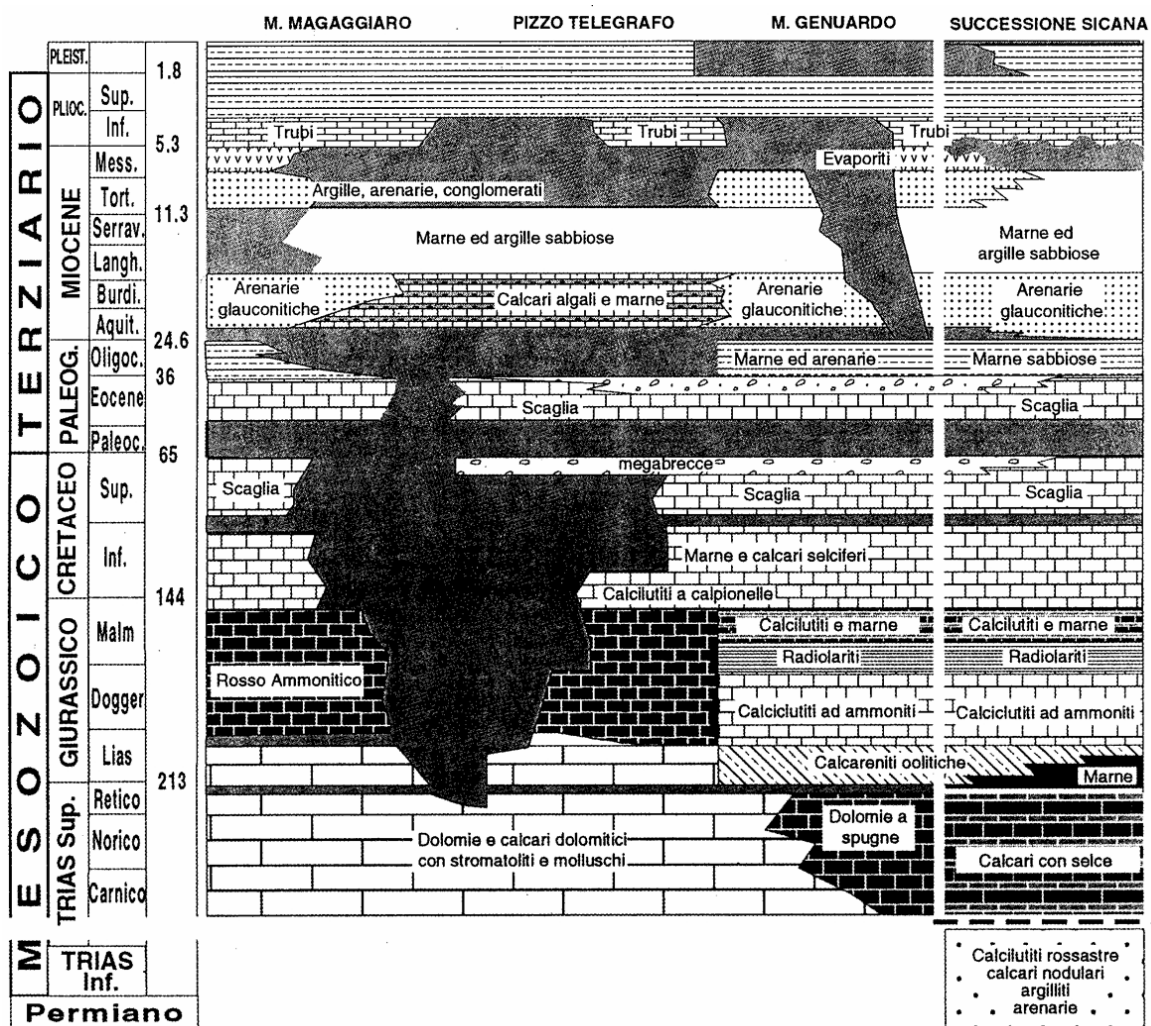 M. MAGAGGIARO
PIZZO TELEGRAFO
M. GENUARDO
SUCCESSIONE SICANA
PLEIST.
1.8
TERZIARIO
PLIOC.
Sup.
Inf.
Trubi
Trubi
Trubi
5.3
MIOCENE
Mess.
Evaporiti
Tort.
Argille, arenarie, conglomerati
11.3
Serrav.
Marne ed argille sabbiose
Marne ed
argille sabbiose
Langh.
Burdi.
Arenarie
glauconitiche
Calcari algali e marne
Arenarie
glauconitiche
Arenarie
glauconitiche
Aquit.
24.6
PALEOG.
Oligoc.
Marne ed arenarie
Marne sabbiose
36
Eocene
Scaglia
Scaglia
Paleoc.
65
MESOZOICO
CRETACEO
megabrecce
Sup.
Scaglia
Scaglia
Scaglia
Inf.
Marne e calcari selciferi
144
Calcilutiti a calpionelle
GIURASSICO
Malm
Calcilutiti e marne
Calcilutiti e marne
Radiolariti
Radiolariti
Rosso Ammonitico
Dogger
Calciclutiti ad ammoniti
Calciclutiti ad ammoniti
Lias
Calcareniti oolitiche
Marne
213
TRIAS Sup.
Retico
Norico
Dolomie e calcari dolomitici
con stromatoliti e molluschi
Dolomie a
spugne
Calcari con selce
Carnico
TRIAS
Inf.
Calcilutiti rossastre
calcari nodulari
argilliti
arenarie
Permiano